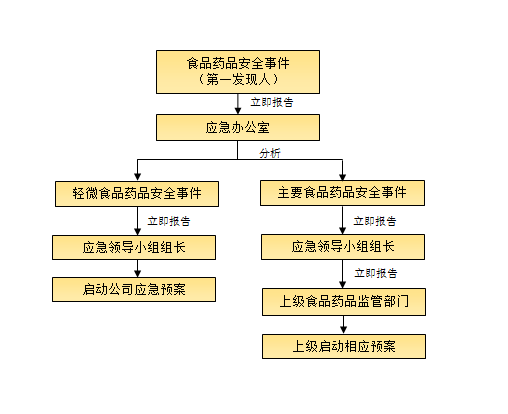 食品药品安全事件
（第一发现人）
立即报告
应急办公室
分析
轻微食品药品安全事件
主要食品药品安全事件
立即报告
立即报告
应急领导小组组长
应急领导小组组长
立即报告
启动公司应急预案
上级食品药品监管部门
上级启动相应预案